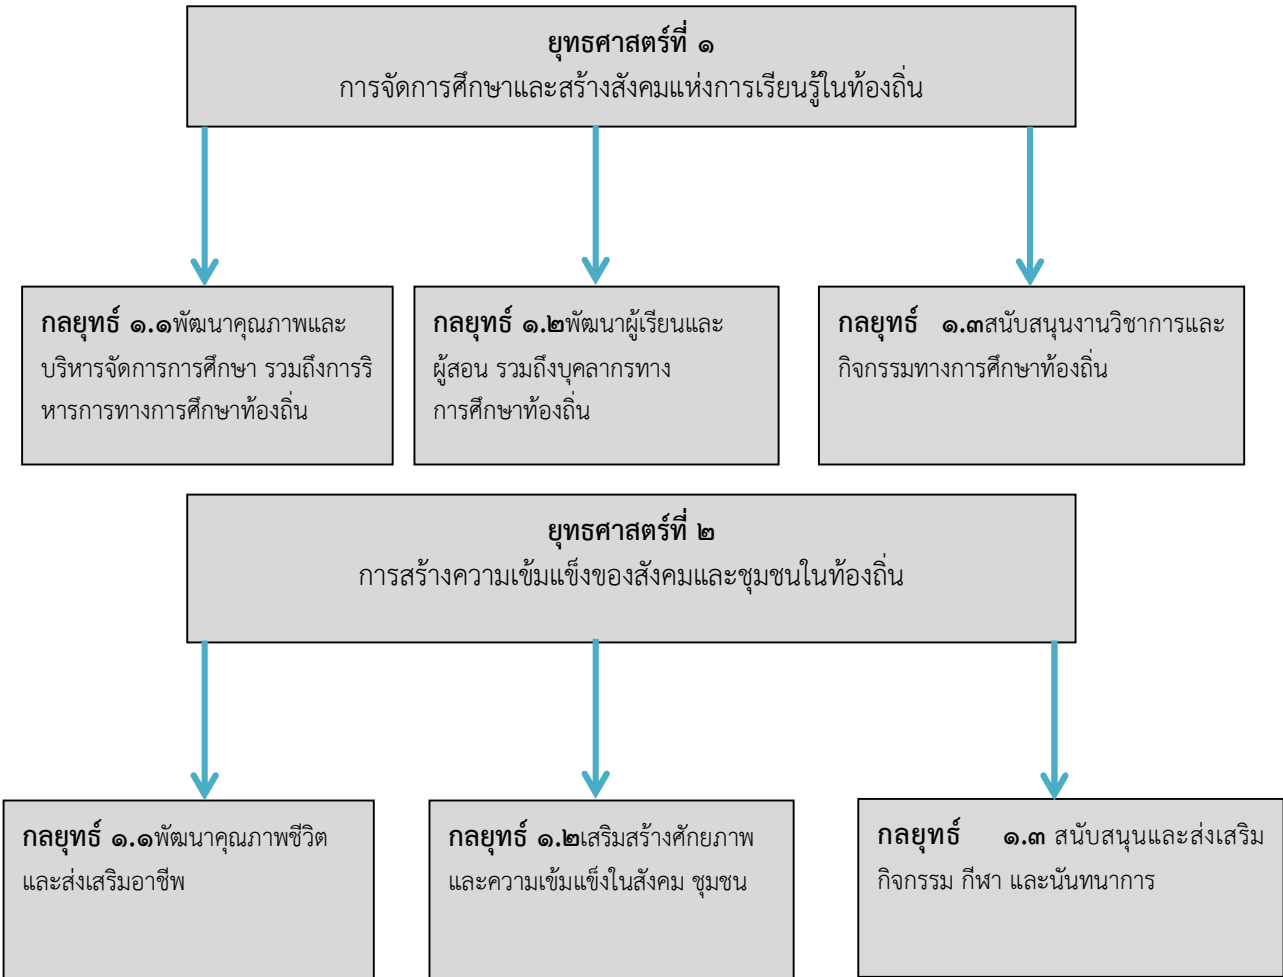 ยุทธศาสตร์ที่ ๑
การจัดการศึกษาและสร้างสังคมแห่งการเรียนรู้ในท้องถิ่น
กลยุทธ์ ๑.๑พัฒนาคุณภาพและ
บริหารจัดการการศึกษา รวมถึงการริ
หารการทางการศึกษาท้องถิ่น
กลยุทธ์ ๑.๒พัฒนาผู้เรียนและ
ผู้สอน รวมถึงบุคลากรทาง
การศึกษาท้องถิ่น
กลยุทธ์ ๑.๓สนับสนุนงานวิชาการและ
กิจกรรมทางการศึกษาท้องถิ่น
ยุทธศาสตร์ที่ ๒
การสร้างความเข้มแข็งของสังคมและชุมชนในท้องถิ่น
กลยุทธ์ ๑.๑พัฒนาคุณภาพชีวิต
และส่งเสริมอาชีพ
กลยุทธ์ ๑.๒เสริมสร้างศักยภาพ
และความเข้มแข็งในสังคม ชุมชน
กลยุทธ์ ๑.๓ สนับสนุนและส่งเสริม
กิจกรรม กีฬา และนันทนาการ